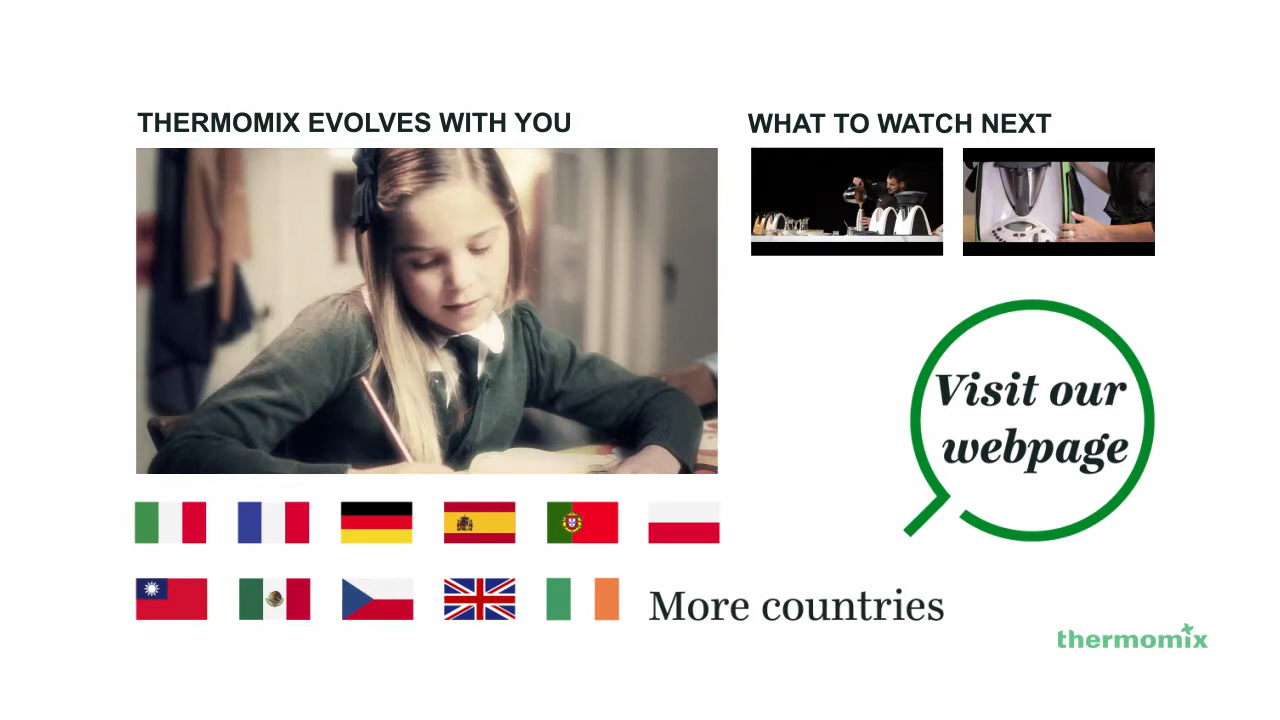 THERMOMIX EVOLVES WITH YOU
WHAT TO WATCH NEXT
Visit our
webpage
More countries
thermomix